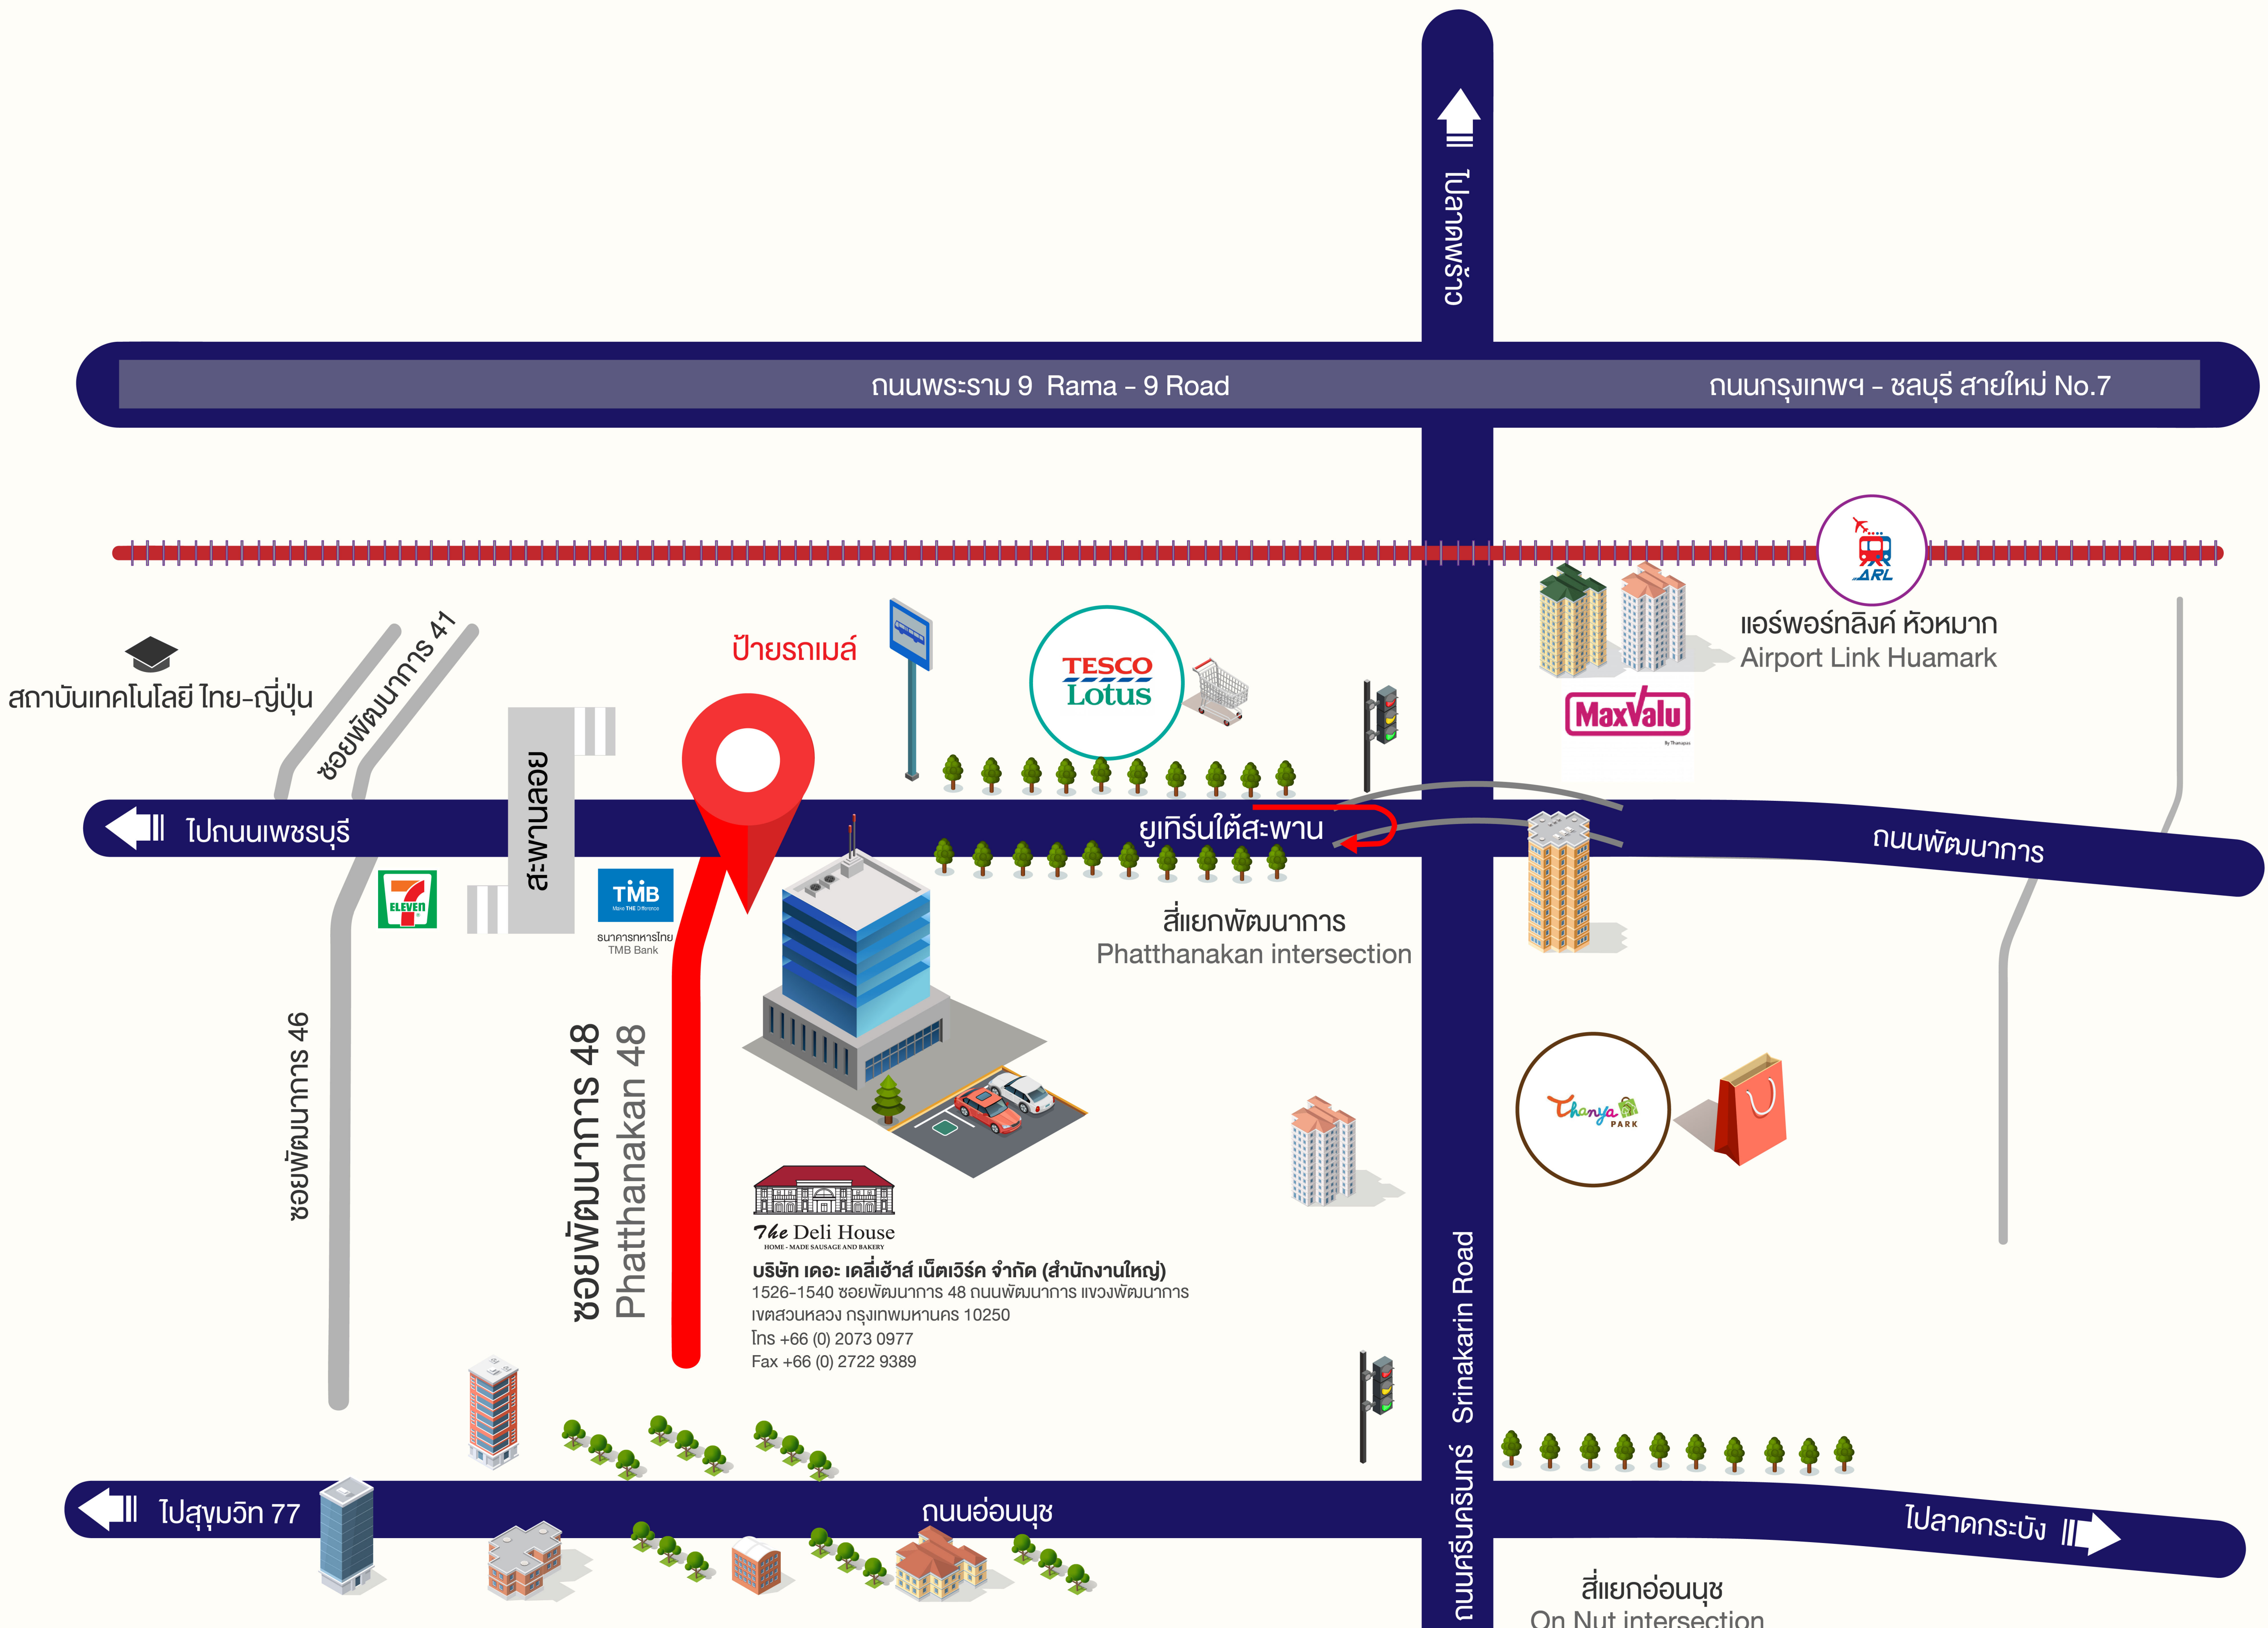 ไปลาดพร้าว
ถนนพระราม 9 Rama - 9 Road
ถนนกรุงเทพฯ - ชลบุรี สายใหม่ No.7
ARL
แอร์พอร์ทลิงค์ หัวหมาก
Airport Link Huamark
สถาบันเทคโนโลยี ไทย-ญี่ปุ่น
ซอยพัฒนาการ 41
ป้ายรถเมล์
TESCO
Lotus
MaxValu
By Thanapas
สะพานลอย
ไปถนนเพชรบุรี
ยูเทิร์นใต้สะพาน
ถนนพัฒนาการ
7
ELEVEN
TMB
Make THE Difference
ธนาคารทหารไทย
TMB Bank
สี่แยกพัฒนาการ
Phatthanakan intersection
ซอยพัฒนาการ 46
ซอยพัฒนาการ 48
Phatthanakan 48
Thanya
PARK
The Deli House
HOME - MADE SAUSAGE AND BAKERY
บริษัท เดอะ เดลี่เฮ้าส์ เน็ตเวิร์ค จำกัด (สำนักงานใหญ่)
1526-1540 ซอยพัฒนาการ 48 ถนนพัฒนาการ แขวงพัฒนาการ
เขตสวนหลวง กรุงเทพมหานคร 10250
โทร +66 (0) 2073 0977
Fax +66 (0) 2722 9389
ถนนศรีนครินทร์ Srinakarin Road
ไปสุขุมวิท 77
ถนนอ่อนนุช
ไปลาดกระบัง
สี่แยกอ่อนนุช
On Nut intersection